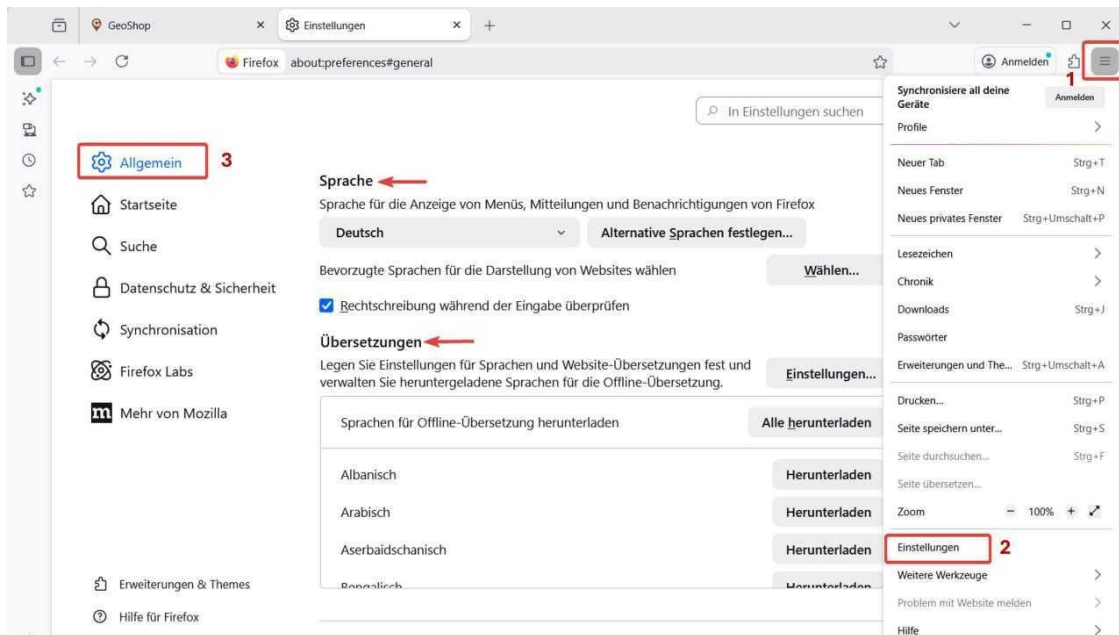 GeoShop
Einstellungen
Firefox about:preferences#general
Anmelden
1
In Einstellungen suchen
Allgemein 3
Startseite
Suche
Datenschutz & Sicherheit
Synchronisation
Firefox Labs
Mehr von Mozilla
Erweiterungen & Themes
Hilfe für Firefox
Sprache
Sprache für die Anzeige von Menüs, Mitteilungen und Benachrichtigungen von Firefox
Deutsch Alternative Sprachen festlegen...
Bevorzugte Sprachen für die Darstellung von Websites wählen Wählen...
Rechtschreibung während der Eingabe überprüfen
Übersetzungen
Legen Sie Einstellungen für Sprachen und Website-Übersetzungen fest und
verwalten Sie heruntergeladene Sprachen für die Offline-Übersetzung.
Einstellungen...
Sprachen für Offline-Übersetzung herunterladen Alle herunterladen
Albanisch Herunterladen
Arabisch Herunterladen
Aserbaidschanisch Herunterladen
Bengalisch Herunterladen
Synchronisiere all deine
Geräte
Anmelden
Profile
Neuer Tab Strg+T
Neues Fenster Strg+N
Neues privates Fenster Strg+Umschalt+P
Lesezeichen
Chronik
Downloads Strg+J
Passwörter
Erweiterungen und The... Strg+Umschalt+A
Drucken... Strg+P
Seite speichern unter... Strg+S
Seite durchsuchen... Strg+F
Seite übersetzen...
Zoom − 100% +
Einstellungen 2
Weitere Werkzeuge
Problem mit Website melden
Hilfe